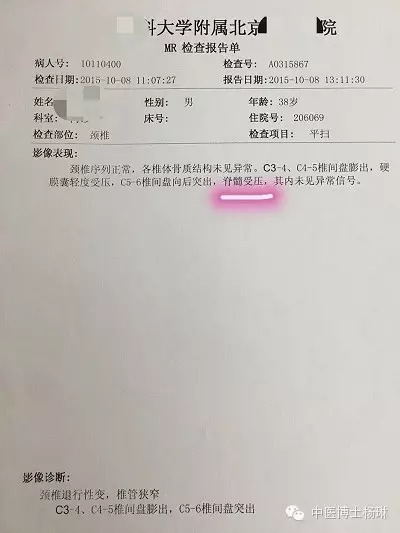 科大学附属北京 院
MR 检查报告单
病人号: 10110400 检查号: A0315867
检查日期:2015-10-08 11:07:27 报告日期:2015-10-08 13:11:30
姓名 性别: 男 年龄: 38岁
科室: 床号: 住院号: 206069
检查部位: 颈椎 检查项目: 平扫
影像表现:
颈椎序列正常，各椎体骨质结构未见异常。C3-4、C4-5椎间盘膨出，硬
膜囊轻度受压，C5-6椎间盘向后突出，脊髓受压，其内未见异常信号。
影像诊断:
颈椎退行性变，椎管狭窄
C3-4、C4-5椎间盘膨出，C5-6椎间盘突出
中医博士杨琳